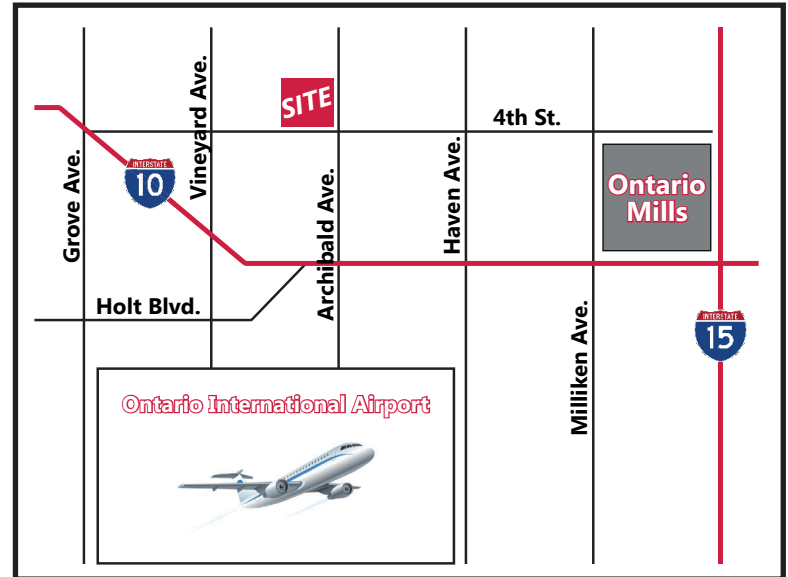 SITE
4th St.
Grove Ave.
Vineyard Ave.
Archibald Ave.
Haven Ave.
Milliken Ave.
INTERSTATE
10
Ontario
Mills
Holt Blvd.
INTERSTATE
15
Ontario International Airport